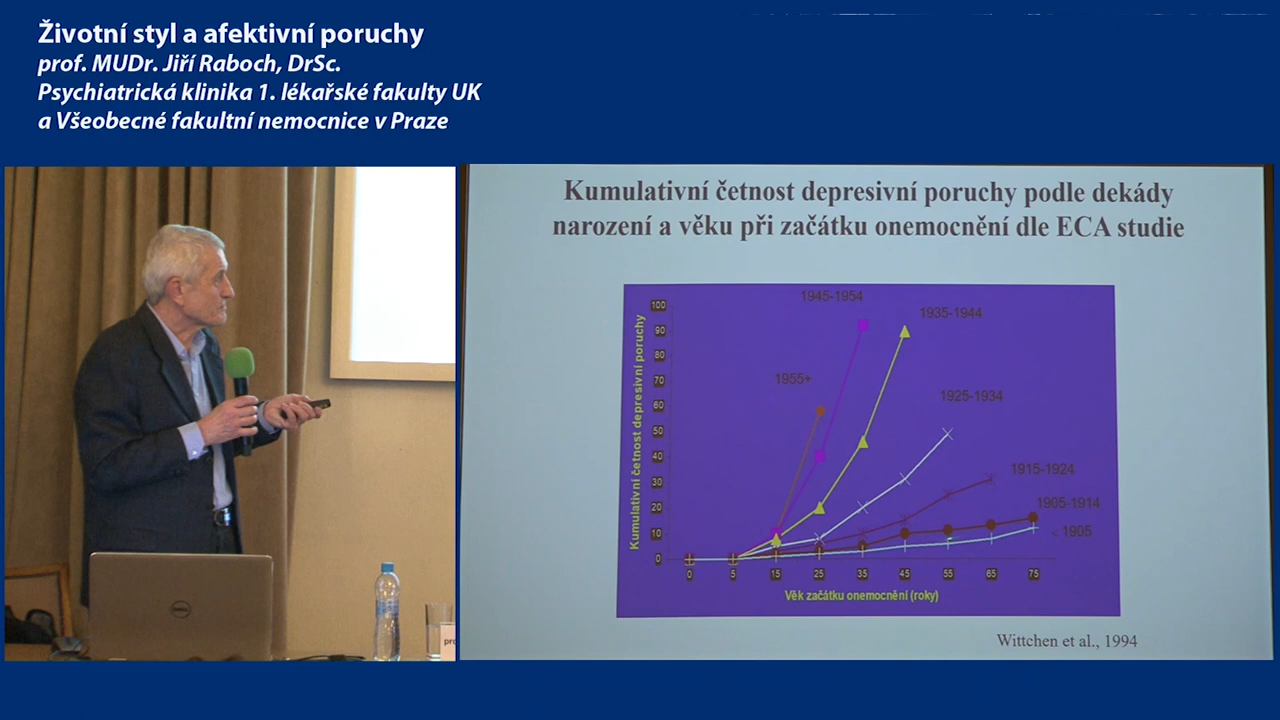 Životní styl a afektivní poruchy
prof. MUDr. Jiří Raboch, DrSc.
Psychiatrická klinika 1. lékařské fakulty UK
a Všeobecné fakultní nemocnice v Praze
Kumulativní četnost depresivní poruchy podle dekády
narození a věku při začátku onemocnění dle ECA studie
Kumulativní četnost depresivní poruchy
100
90
80
70
60
50
40
30
20
10
0
1945-1954
1935-1944
1955+
1925-1934
1915-1924
1905-1914
< 1905
0 5 15 25 35 45 55 65 75
Věk začátku onemocnění (roky)
Wittchen et al., 1994
DELL
pro